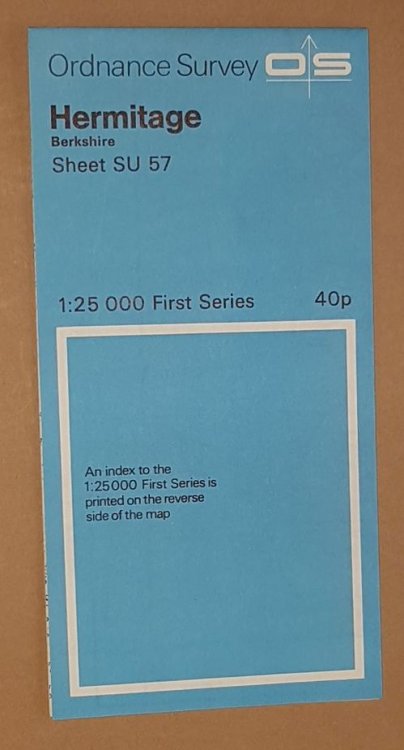 Ordnance Survey OS
Hermitage
Berkshire
Sheet SU 57
1:25 000 First Series 40p
An index to the
1:25000 First Series is
printed on the reverse
side of the map